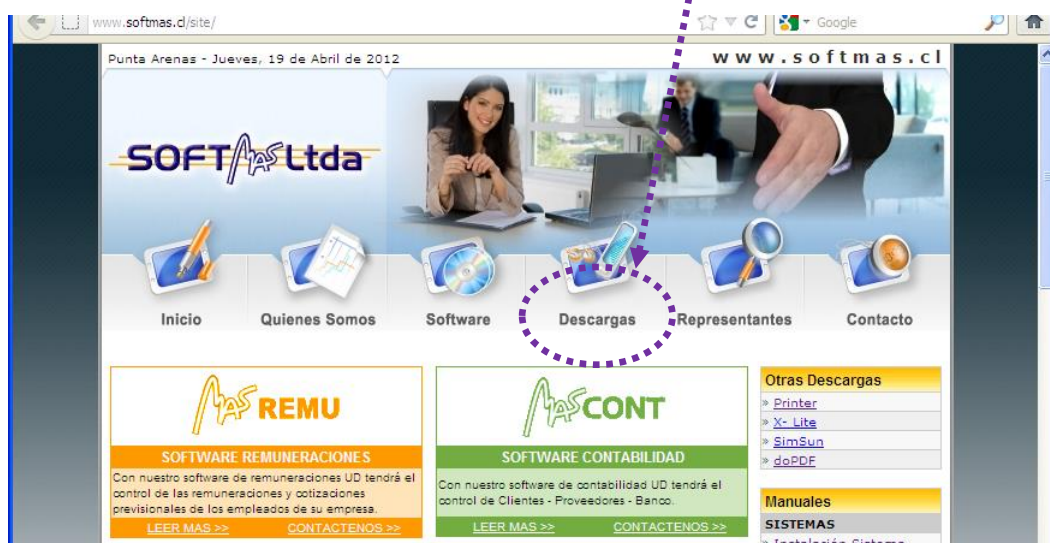 www.softmas.cl/site/
Google
Punta Arenas - Jueves, 19 de Abril de 2012
www.softmas.cl
SOFTMAS Ltda
Inicio
Quienes Somos
Software
Descargas
Representantes
Contacto
MAS REMU
SOFTWARE REMUNERACIONES
Con nuestro software de remuneraciones UD tendrá el
control de las remuneraciones y cotizaciones
previsionales de los empleados de su empresa.
LEER MAS >>
CONTACTENOS >>
MAS CONT
SOFTWARE CONTABILIDAD
Con nuestro software de contabilidad UD tendrá el
control de Clientes - Proveedores - Banco.
LEER MAS >>
CONTACTENOS >>
Otras Descargas
» Printer
» X- Lite
» SimSun
» doPDF
Manuales
SISTEMAS
» Instalación Sistema